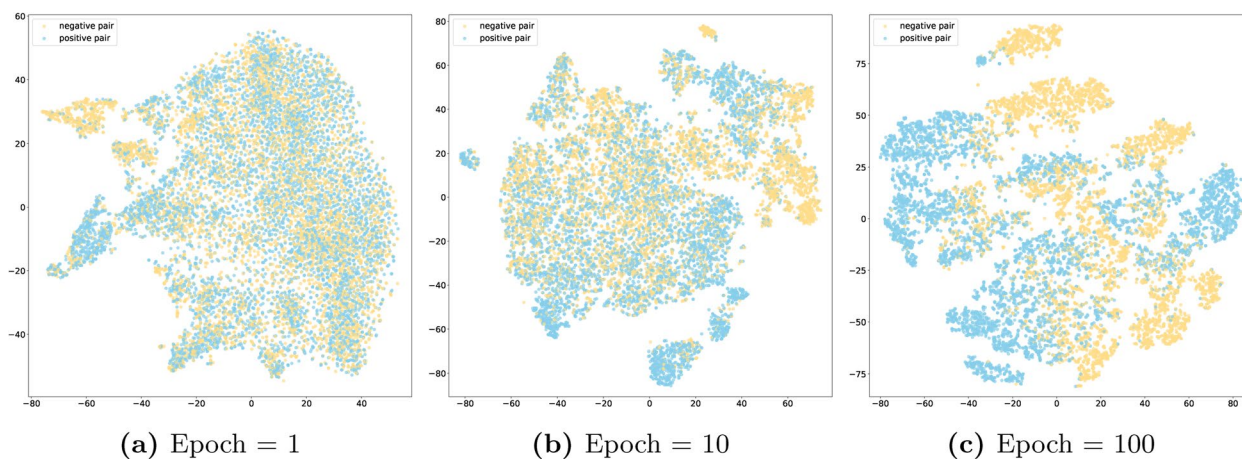 negative pair
positive pair
60
40
20
0
−20
−40
−80 −60 −40 −20 0 20 40
(a) Epoch = 1
negative pair
positive pair
80
60
40
20
0
−20
−40
−60
−80
−80 −60 −40 −20 0 20 40 60
(b) Epoch = 10
negative pair
positive pair
75
50
25
0
−25
−50
−75
−80 −60 −40 −20 0 20 40 60 80
(c) Epoch = 100